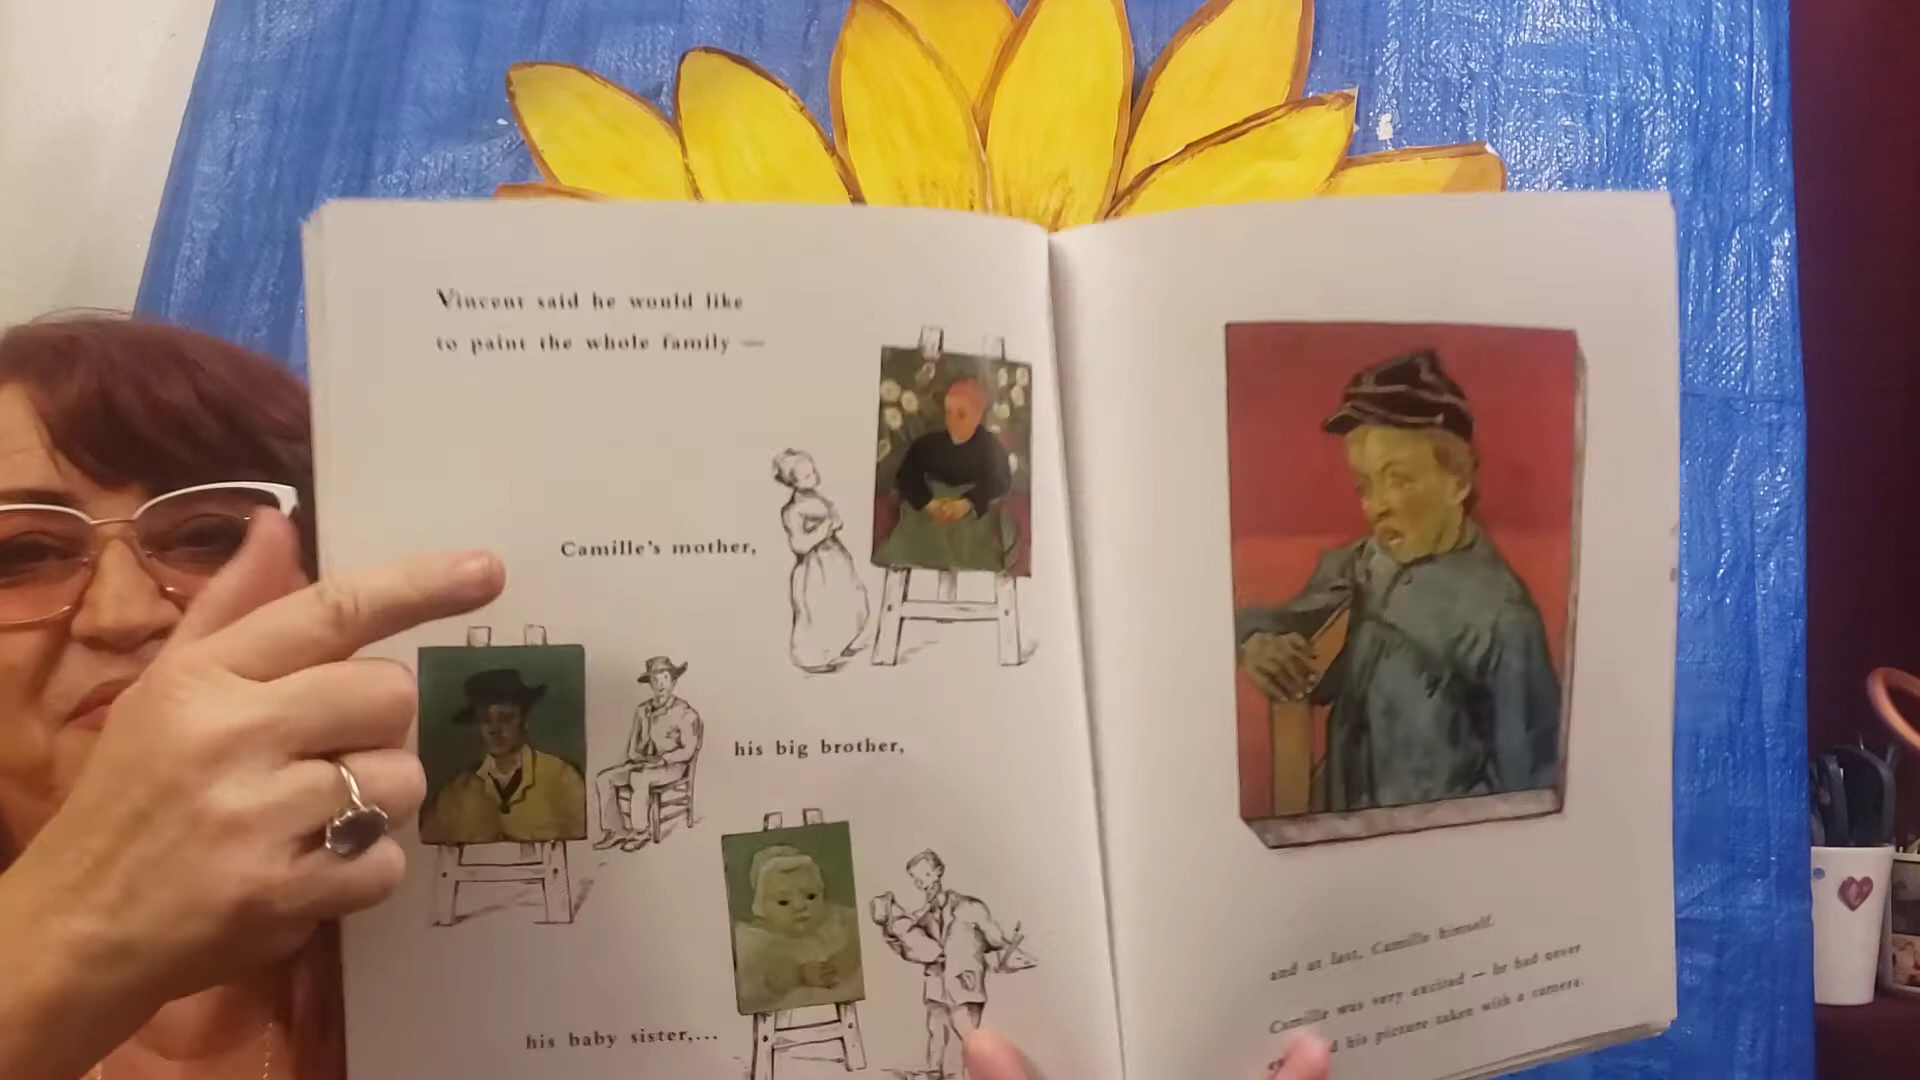 Vincent said he would like
to paint the whole family —
Camille's mother,
his big brother,
his baby sister,...
and at last, Camille himself.
Camille was very excited — he had never
his picture taken with a camera.